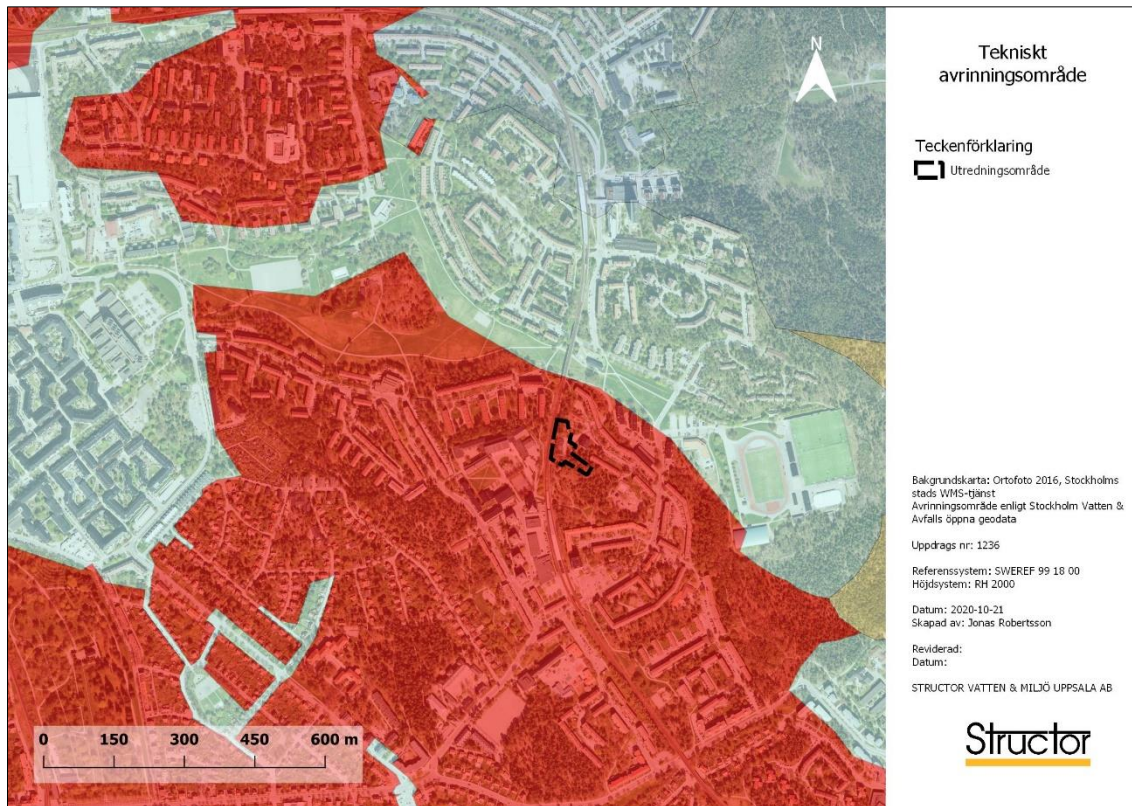 Tekniskt
avrinningsområde
N
Teckenförklaring
Utredningsområde
Bakgrundskarta: Ortofoto 2016, Stockholms
stads WMS-tjänst
Avrinningsområde enligt Stockholm Vatten &
Avfalls öppna geodata
Uppdrags nr: 1236
Referenssystem: SWEREF 99 18 00
Höjdsystem: RH 2000
Datum: 2020-10-21
Skapad av: Jonas Robertsson
Reviderad:
Datum:
STRUCTOR VATTEN & MILJÖ UPPSALA AB
Structor
0 150 300 450 600 m